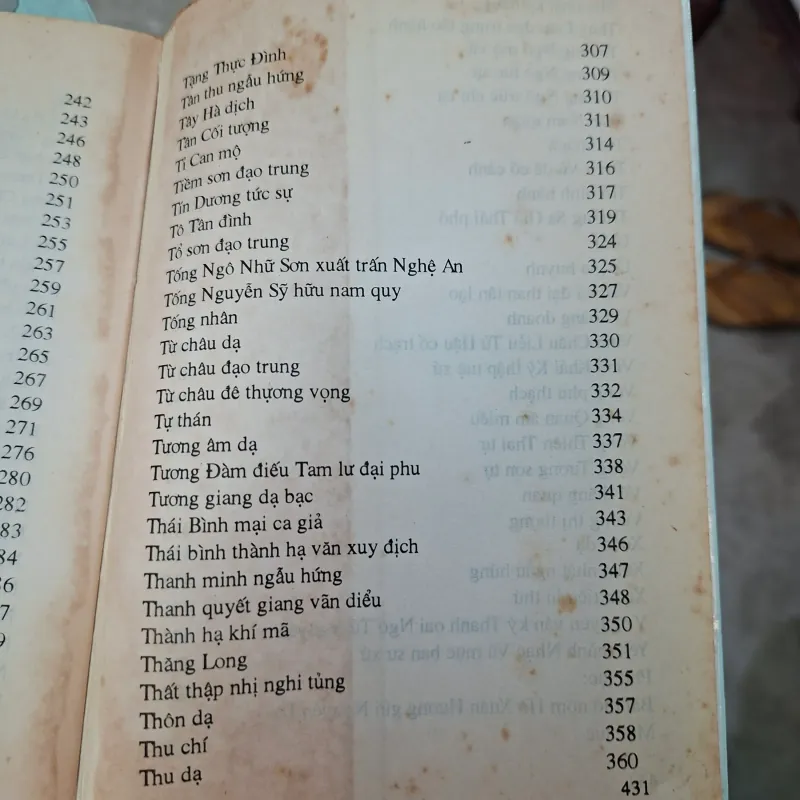 242
243
246
248
250
251
253
255
257
259
261
263
265
267
269
271
276
280
282
83
84
6
7
9
Tạng Thực Đình 307
Tân thu ngẫu hứng 309
Tây Hà dịch 310
Tần Cối tượng 311
Tỉ Can mộ 314
Tiềm sơn đạo trung 316
Tín Dương tức sự 317
Tô Tần đình 319
Tổ sơn đạo trung 324
Tống Ngô Nhữ Sơn xuất trấn Nghệ An 325
Tống Nguyễn Sỹ hữu nam quy 327
Tống nhân 329
Từ châu dạ 330
Từ châu đạo trung 331
Từ châu đê thượng vọng 332
Tự thán 334
Tương âm dạ 337
Tương Đàm điếu Tam lư đại phu 338
Tương giang dạ bạc 341
Thái Bình mại ca giả 343
Thái bình thành hạ văn xuy địch 346
Thanh minh ngẫu hứng 347
Thanh quyết giang vãn diểu 348
Thành hạ khí mã 350
Thăng Long 351
Thất thập nhị nghi tủng 355
Thôn dạ 357
Thu chí 358
Thu dạ 360
431